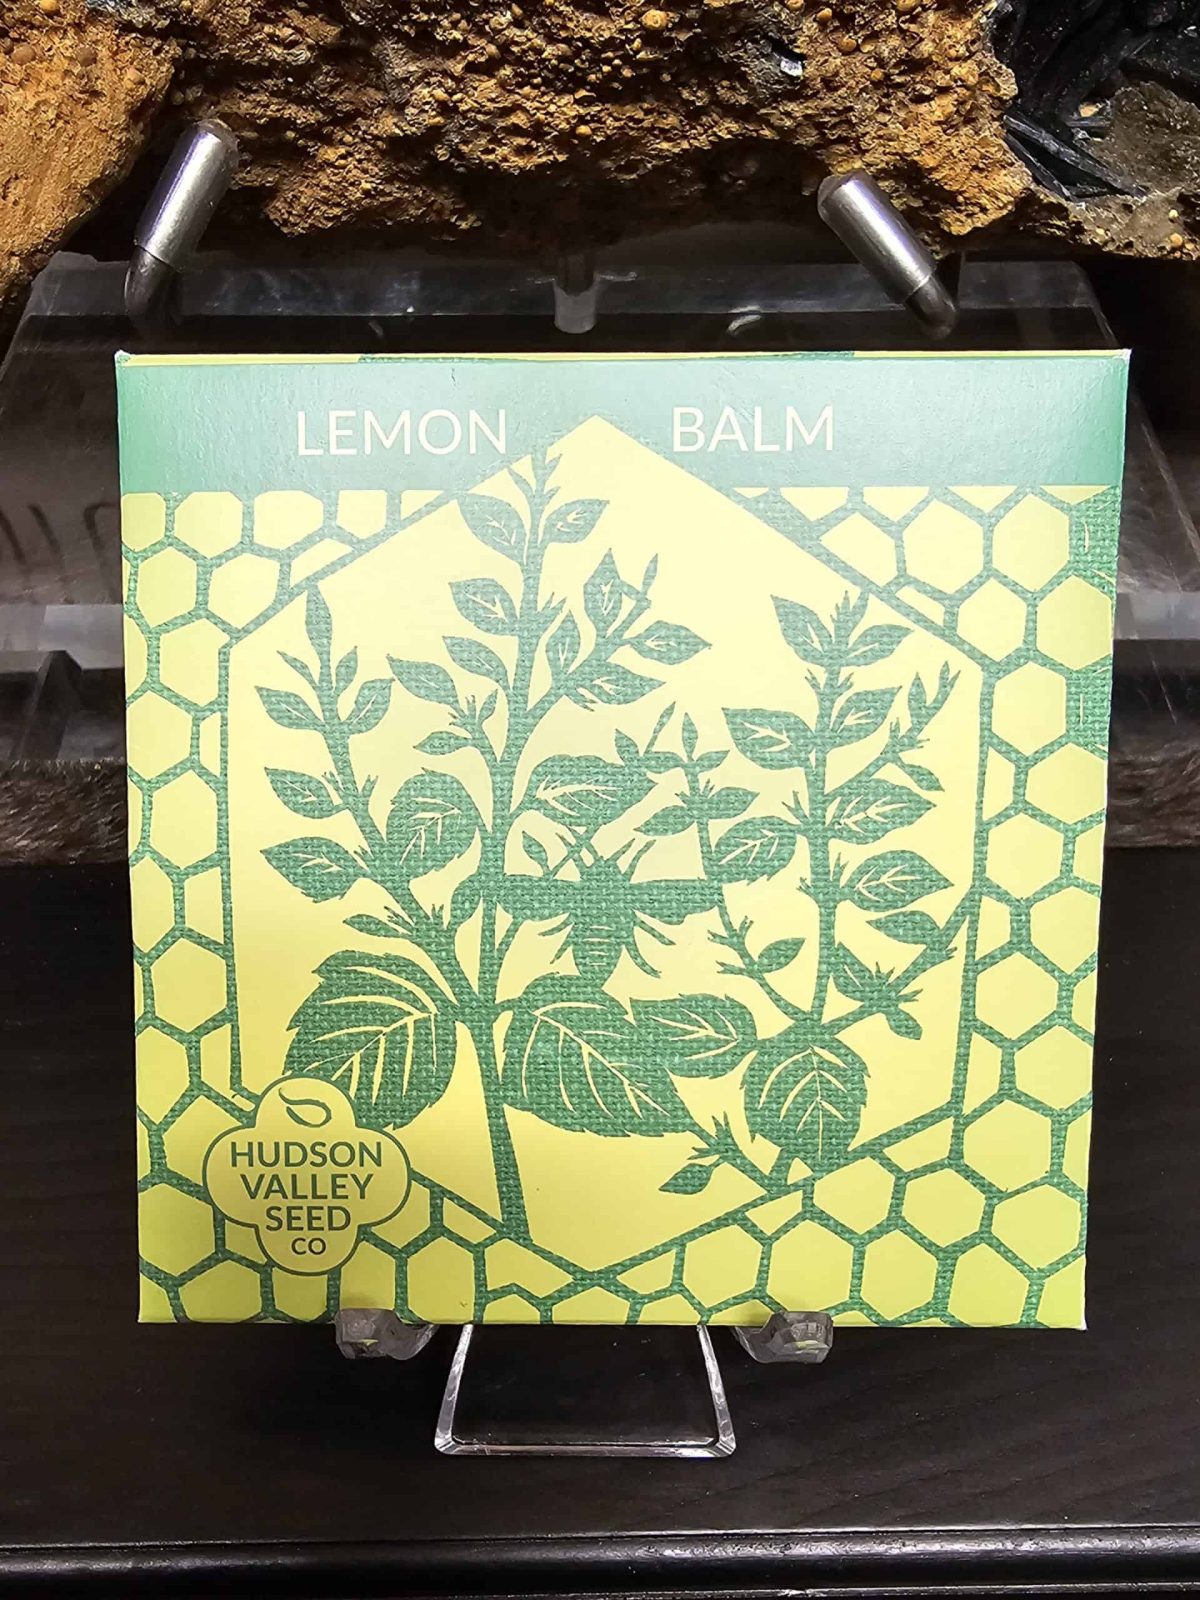 LEMON BALM
HUDSON
VALLEY
SEED
CO